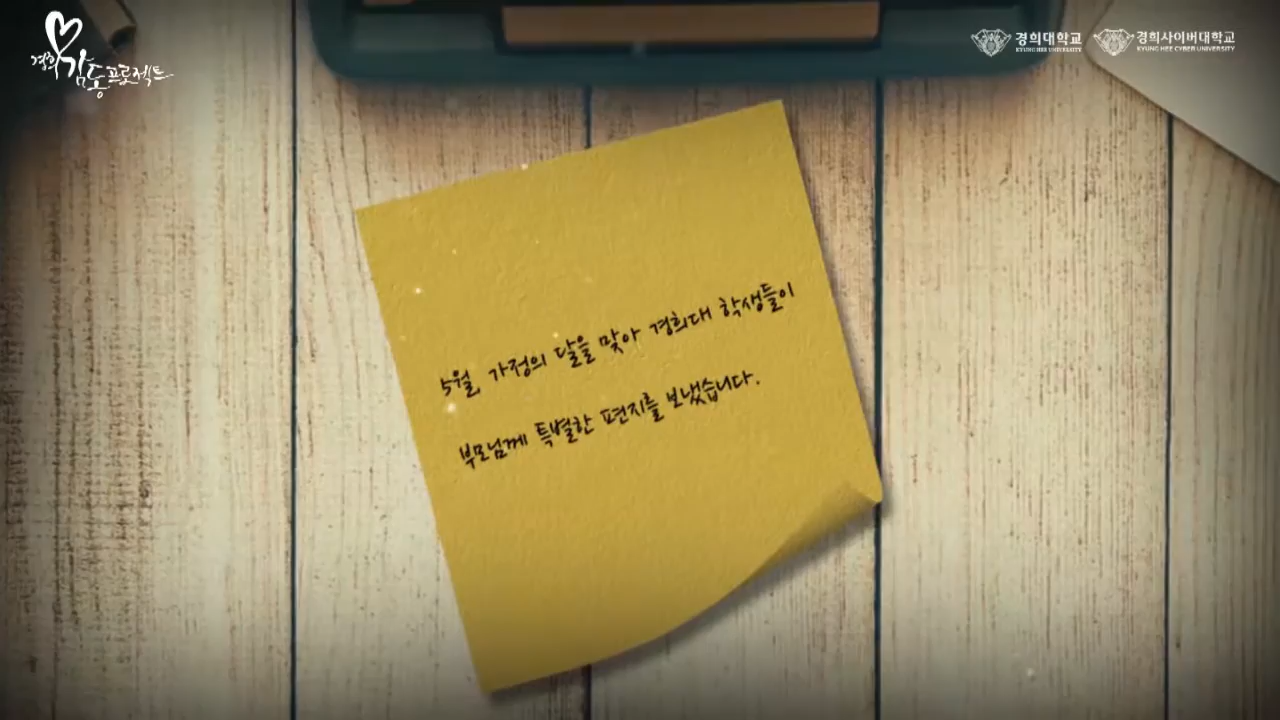 경희 감동 프로젝트
경희대학교
KYUNG HEE UNIVERSITY
경희사이버대학교
KYUNG HEE CYBER UNIVERSITY
5월, 가정의 달을 맞아 경희대 학생들이
부모님께 특별한 편지를 보냈습니다.